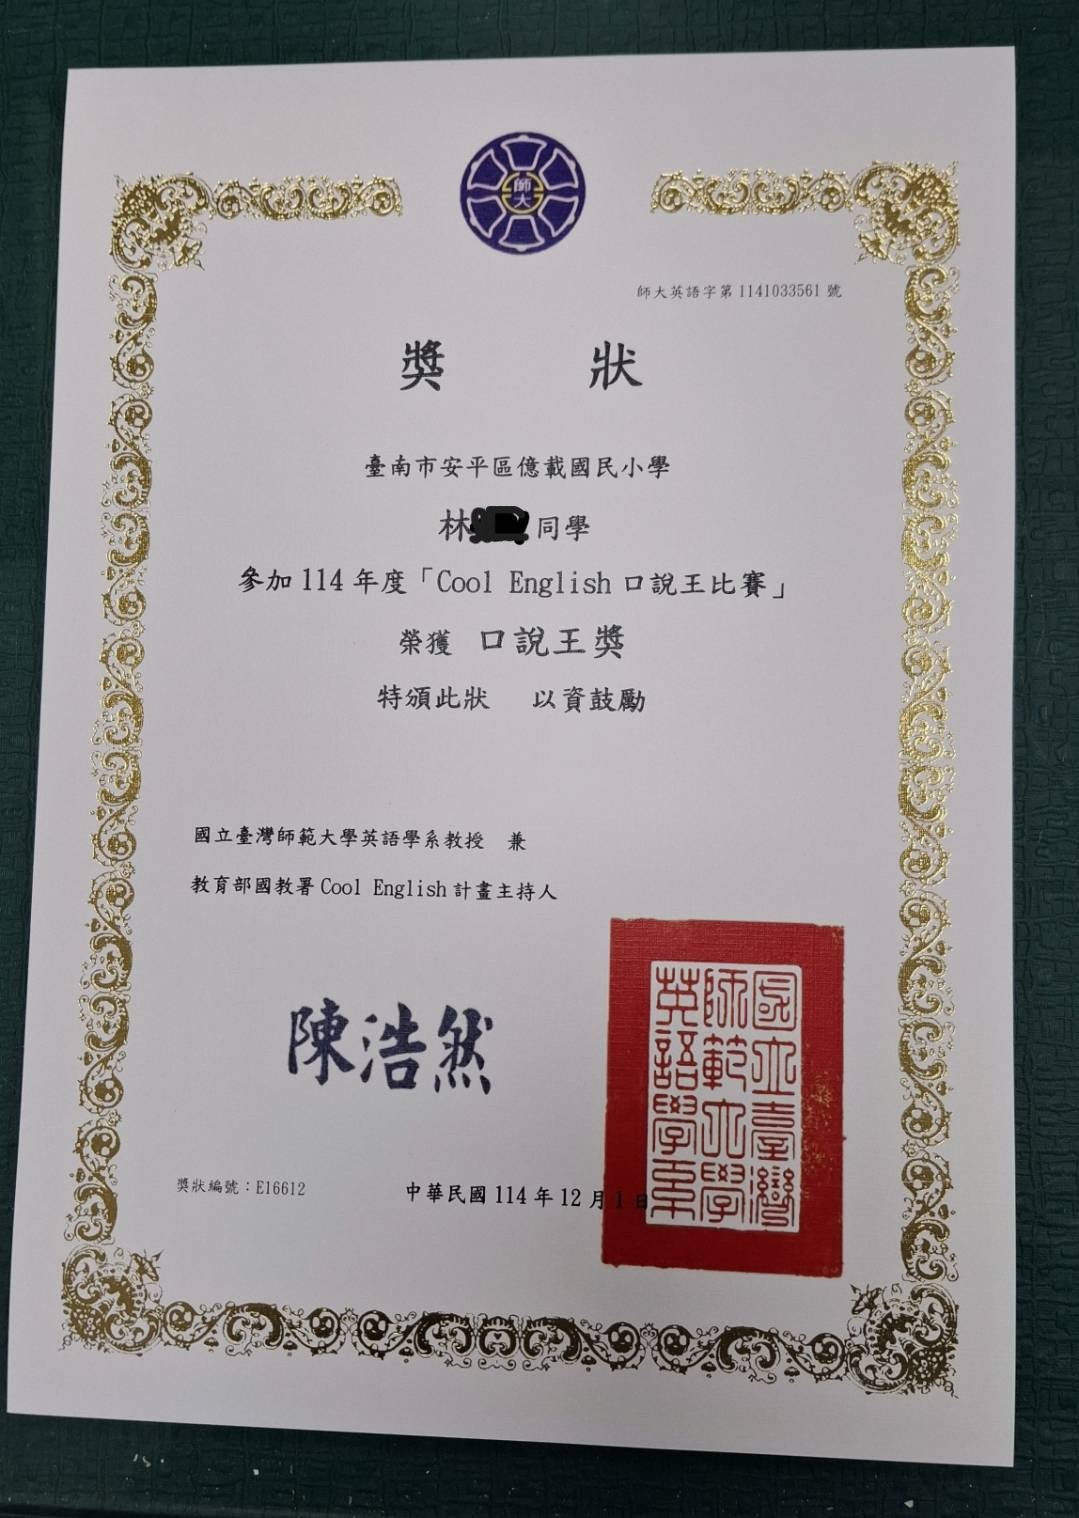 師大
師大英語字第1141033561號
獎 狀
臺南市安平區億載國民小學
林 同學
參加114年度「Cool English口說王比賽」
榮獲 口說王獎
特頒此狀 以資鼓勵
國立臺灣師範大學英語學系教授 兼
教育部國教署Cool English計畫主持人
陳浩然
國立臺灣師範大學英語學系
獎狀編號：E16612
中華民國114年12月1日